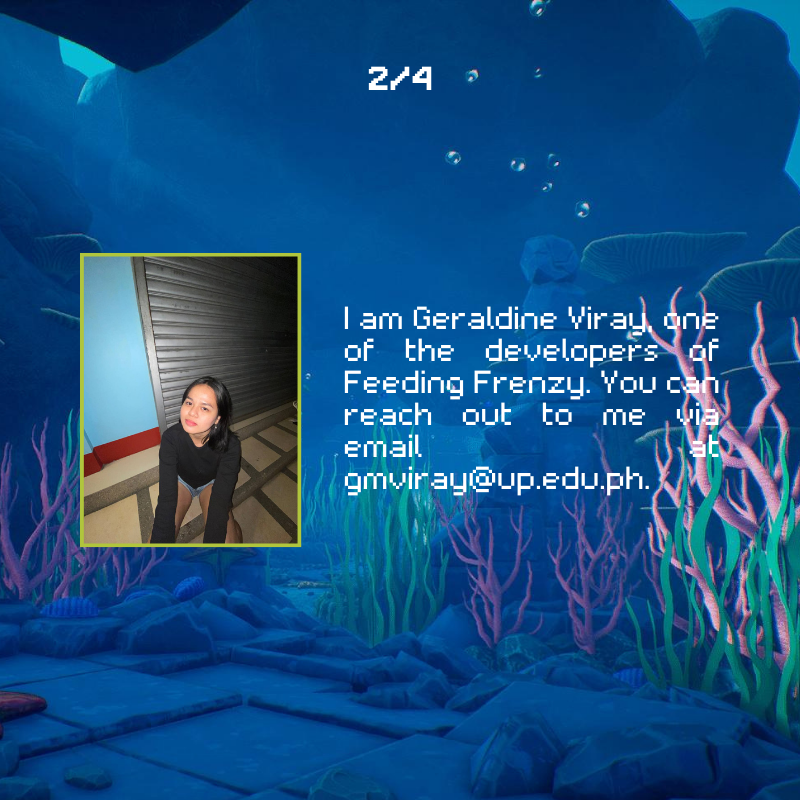 2/4
I am Geraldine Viray, one
of the developers of
Feeding Frenzy. You can
reach out to me via
email at
gmviray@up.edu.ph.